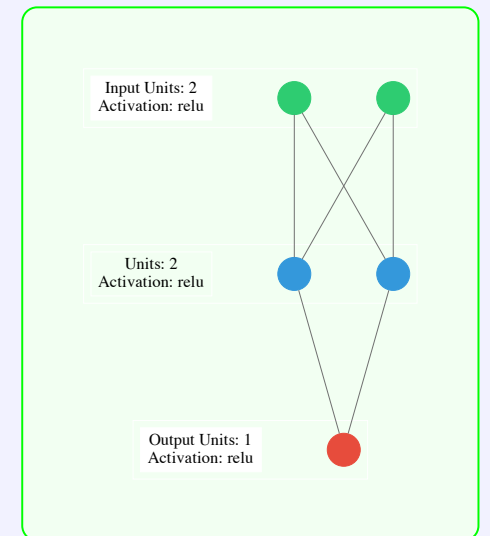 Input Units: 2
Activation: relu
Units: 2
Activation: relu
Output Units: 1
Activation: relu